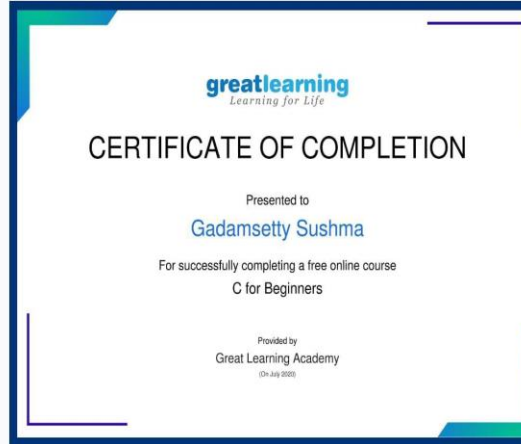 greatlearning
Learning for Life
CERTIFICATE OF COMPLETION
Presented to
Gadamsetty Sushma
For successfully completing a free online course
C for Beginners
Provided by
Great Learning Academy
(On July 2020)